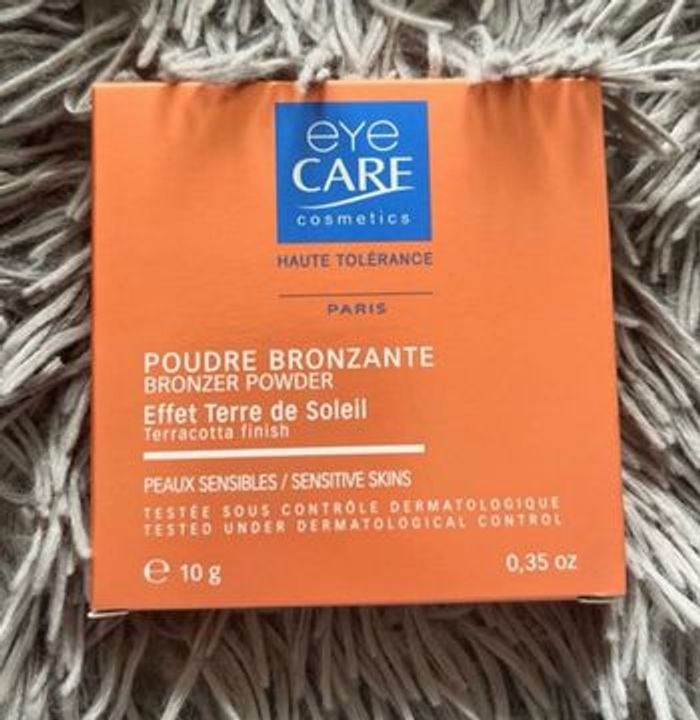 eye
CARE
cosmetics
HAUTE TOLÉRANCE
PARIS
POUDRE BRONZANTE
BRONZER POWDER
Effet Terre de Soleil
Terracotta finish
PEAUX SENSIBLES / SENSITIVE SKINS
TESTÉE SOUS CONTRÔLE DERMATOLOGIQUE
TESTED UNDER DERMATOLOGICAL CONTROL
℮ 10 g 0,35 oz